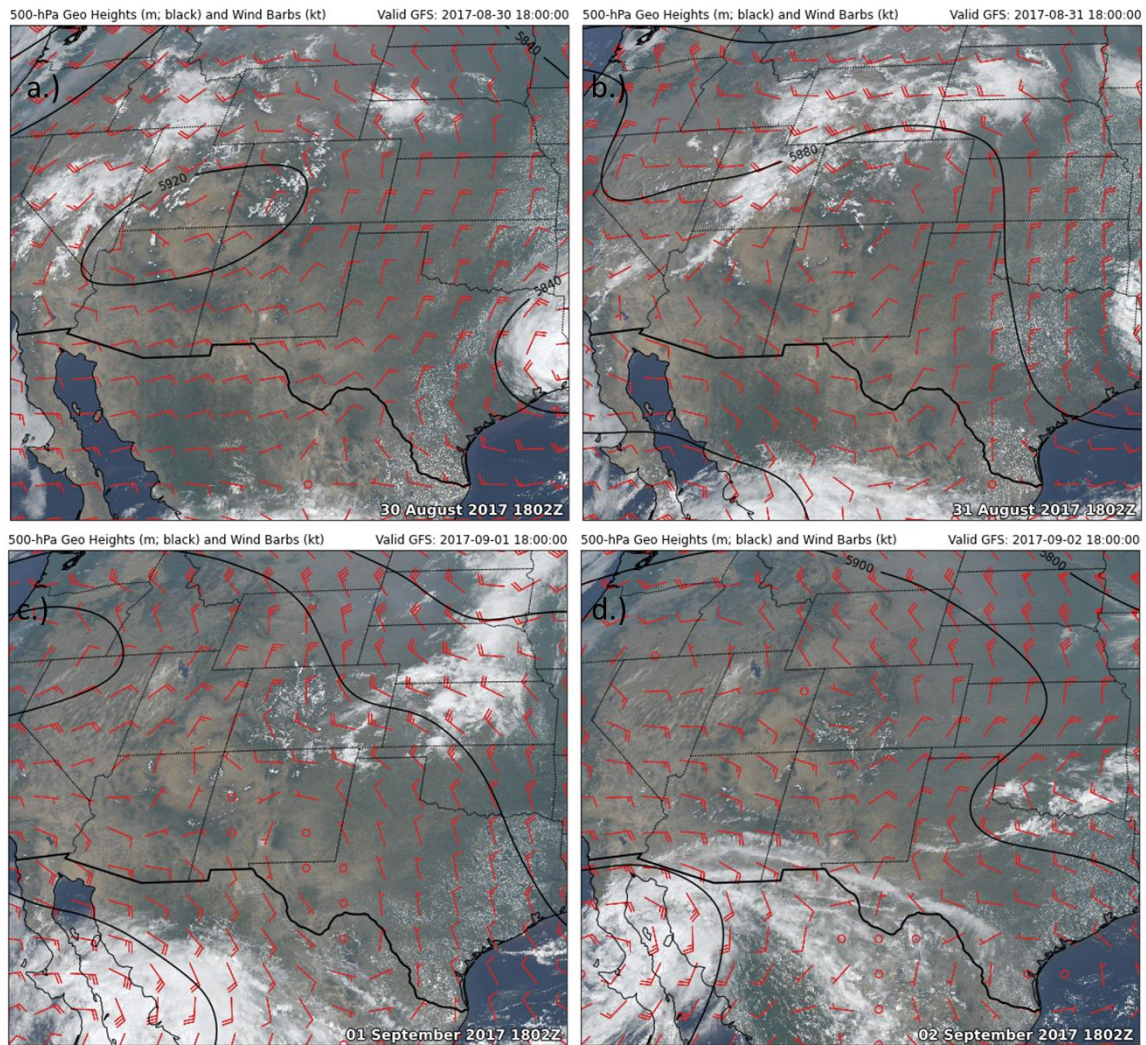 500-hPa Geo Heights (m; black) and Wind Barbs (kt) Valid GFS: 2017-08-30 18:00:00
a.)
5840
5920
5840
30 August 2017 1802Z
500-hPa Geo Heights (m; black) and Wind Barbs (kt) Valid GFS: 2017-08-31 18:00:00
b.)
5880
31 August 2017 1802Z
500-hPa Geo Heights (m; black) and Wind Barbs (kt) Valid GFS: 2017-09-01 18:00:00
c.)
01 September 2017 1802Z
500-hPa Geo Heights (m; black) and Wind Barbs (kt) Valid GFS: 2017-09-02 18:00:00
d.)
5900
5800
02 September 2017 1802Z